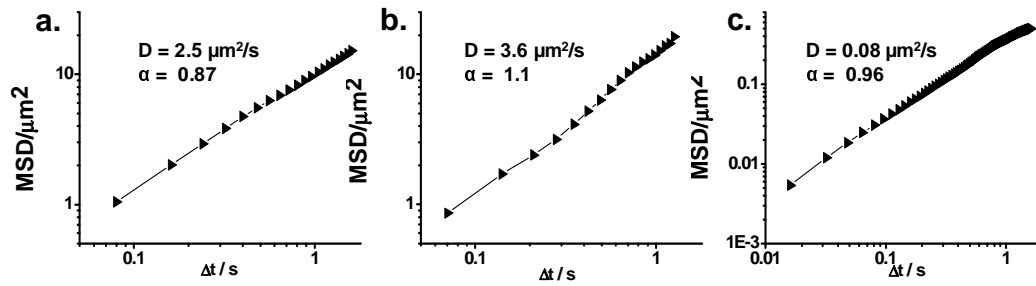 a.
D = 2.5 µm²/s
α = 0.87
10
1
MSD/µm²
0.1
1
Δt / s
b.
D = 3.6 µm²/s
α = 1.1
10
1
MSD/µm²
0.1
1
Δt / s
c.
D = 0.08 µm²/s
α = 0.96
0.1
0.01
1E-3
MSD/µm²
0.01
0.1
1
Δt / s